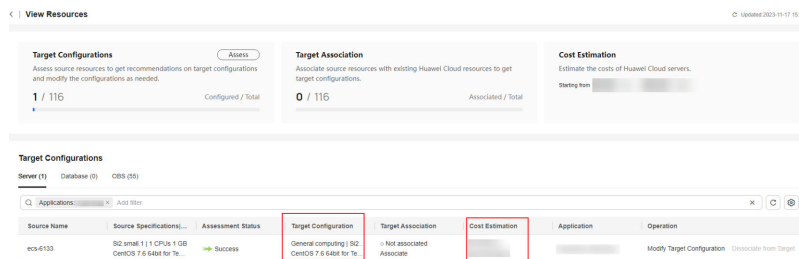 View Resources
Updated 2023-11-17 15
Target Configurations
Assess
Assess source resources to get recommendations on target configurations
and modify the configurations as needed.
1 / 116
Configured / Total
Target Association
Associate source resources with existing Huawei Cloud resources to get
target configurations.
0 / 116
Associated / Total
Cost Estimation
Estimate the costs of Huawei Cloud servers.
Starting from
Target Configurations
Server (1) Database (0) OBS (55)
Applications: × Add filter
Source Name Source Specifications(... Assessment Status Target Configuration Target Association Cost Estimation Application Operation
ecs-6133 Si2.small 1 | 1 CPUs 1 GB Success General computing | Si2... Not associated Modify Target Configuration Dissociate from Target
CentOS 7.6 64bit for Te... CentOS 7.6 64bit for Te... Associate